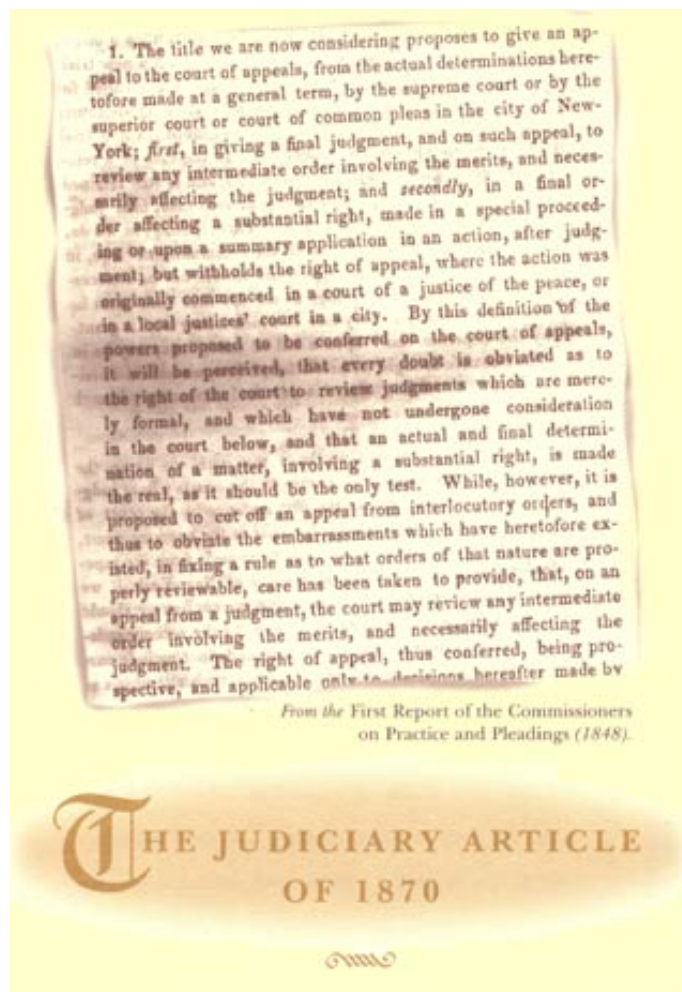 1. The title we are now considering proposes to give an ap-
peal to the court of appeals, from the actual determinations here-
tofore made at a general term, by the supreme court or by the
superior court or court of common pleas in the city of New-
York; first, in giving a final judgment, and on such appeal, to
review any intermediate order involving the merits, and neces-
sarily affecting the judgment; and secondly, in a final or-
der affecting a substantial right, made in a special proceed-
ing or upon a summary application in an action, after judg-
ment; but withholds the right of appeal, where the action was
originally commenced in a court of a justice of the peace, or
in a local justices' court in a city. By this definition of the
powers proposed to be conferred on the court of appeals,
it will be perceived, that every doubt is obviated as to
the right of the court to review judgments which are mere-
ly formal, and which have not undergone consideration
in the court below, and that an actual and final determi-
nation of a matter, involving a substantial right, is made
the real, as it should be the only test. While, however, it is
proposed to cut off an appeal from interlocutory orders, and
thus to obviate the embarrassments which have heretofore ex-
isted, in fixing a rule as to what orders of that nature are pro-
perly reviewable, care has been taken to provide, that, on an
appeal from a judgment, the court may review any intermediate
order involving the merits, and necessarily affecting the
judgment. The right of appeal, thus conferred, being pro-
spective, and applicable only to decisions hereafter made by
From the First Report of the Commissioners
on Practice and Pleadings (1848).
THE JUDICIARY ARTICLE
OF 1870